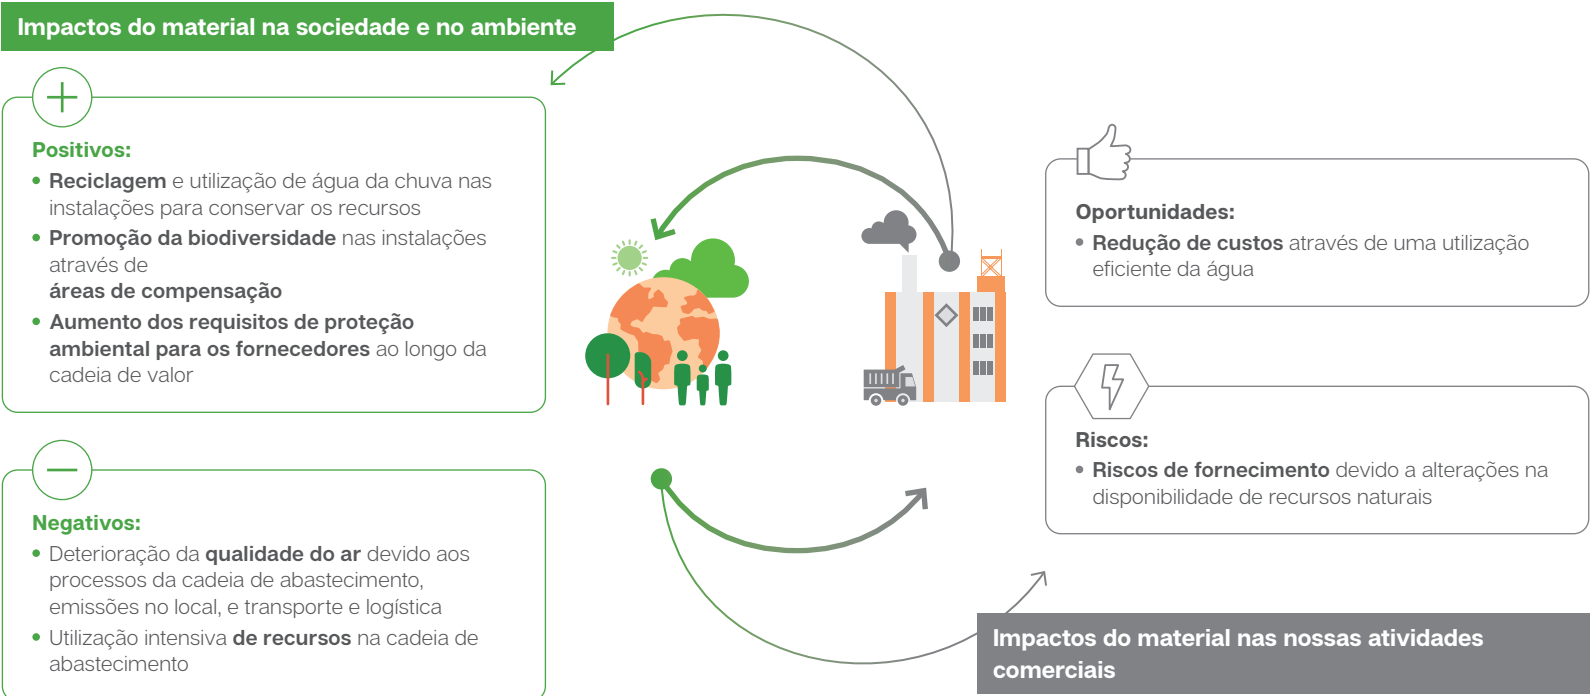 Impactos do material na sociedade e no ambiente
Positivos:
• Reciclagem e utilização de água da chuva nas
instalações para conservar os recursos
• Promoção da biodiversidade nas instalações
através de
áreas de compensação
• Aumento dos requisitos de proteção
ambiental para os fornecedores ao longo da
cadeia de valor
Negativos:
• Deterioração da qualidade do ar devido aos
processos da cadeia de abastecimento,
emissões no local, e transporte e logística
• Utilização intensiva de recursos na cadeia de
abastecimento
Oportunidades:
• Redução de custos através de uma utilização
eficiente da água
Riscos:
• Riscos de fornecimento devido a alterações na
disponibilidade de recursos naturais
Impactos do material nas nossas atividades
comerciais